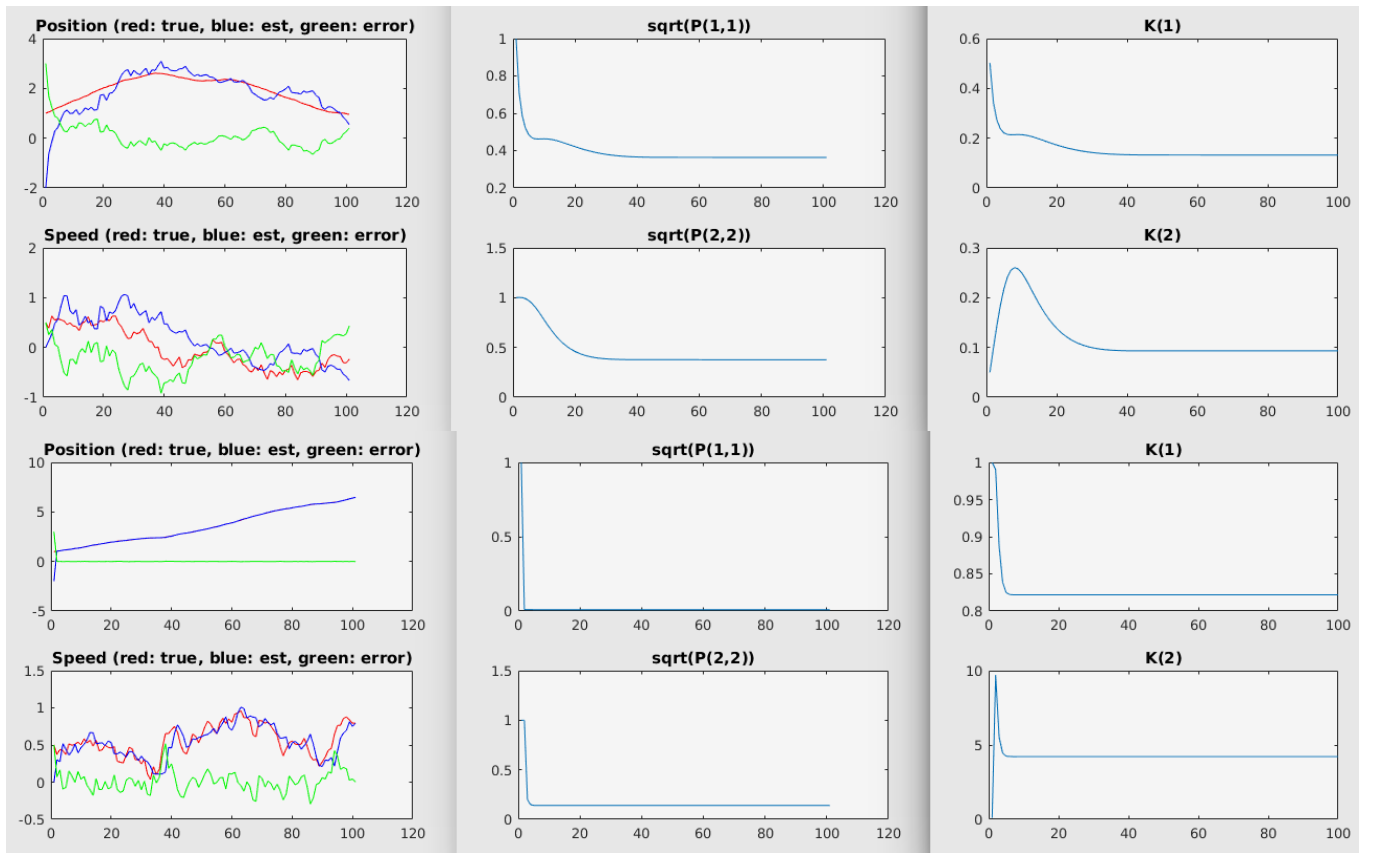 Position (red: true, blue: est, green: error)
4
2
0
-2
0 20 40 60 80 100 120
sqrt(P(1,1))
1
0.8
0.6
0.4
0.2
0 20 40 60 80 100 120
K(1)
0.6
0.4
0.2
0
0 20 40 60 80 100
Speed (red: true, blue: est, green: error)
2
1
0
-1
0 20 40 60 80 100 120
sqrt(P(2,2))
1.5
1
0.5
0
0 20 40 60 80 100 120
K(2)
0.3
0.2
0.1
0
0 20 40 60 80 100
Position (red: true, blue: est, green: error)
10
5
0
-5
0 20 40 60 80 100 120
sqrt(P(1,1))
1
0.5
0
0 20 40 60 80 100 120
K(1)
1
0.95
0.9
0.85
0.8
0 20 40 60 80 100
Speed (red: true, blue: est, green: error)
1.5
1
0.5
0
-0.5
0 20 40 60 80 100 120
sqrt(P(2,2))
1.5
1
0.5
0
0 20 40 60 80 100 120
K(2)
10
5
0
0 20 40 60 80 100